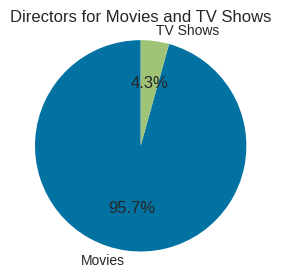 Directors for Movies and TV Shows
TV Shows
4.3%
95.7%
Movies